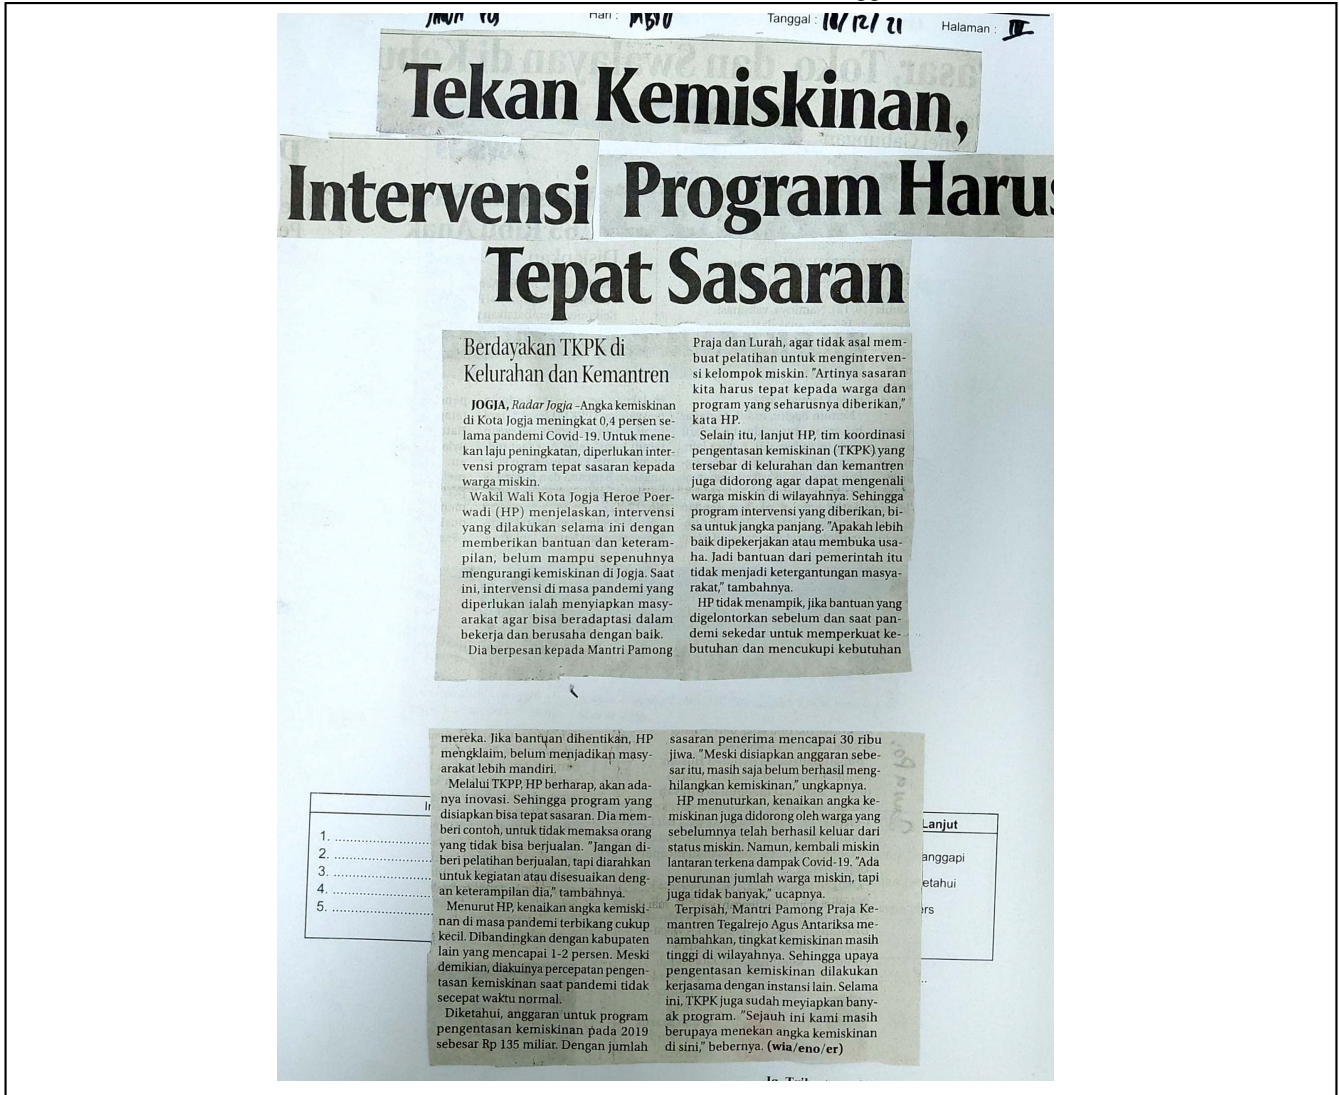 Hari :
Tanggal : 18/12/21
Halaman : III
Tekan Kemiskinan,
Intervensi Program Harus
Tepat Sasaran
Berdayakan TKPK di
Kelurahan dan Kemantren
JOGJA, Radar Jogja –Angka kemiskinan
di Kota Jogja meningkat 0,4 persen se-
lama pandemi Covid-19. Untuk mene-
kan laju peningkatan, diperlukan inter-
vensi program tepat sasaran kepada
warga miskin.
Wakil Wali Kota Jogja Heroe Poer-
wadi (HP) menjelaskan, intervensi
yang dilakukan selama ini dengan
memberikan bantuan dan keteram-
pilan, belum mampu sepenuhnya
mengurangi kemiskinan di Jogja. Saat
ini, intervensi di masa pandemi yang
diperlukan ialah menyiapkan masy-
arakat agar bisa beradaptasi dalam
bekerja dan berusaha dengan baik.
Dia berpesan kepada Mantri Pamong
Praja dan Lurah, agar tidak asal mem-
buat pelatihan untuk menginterven-
si kelompok miskin. "Artinya sasaran
kita harus tepat kepada warga dan
program yang seharusnya diberikan,"
kata HP.
Selain itu, lanjut HP, tim koordinasi
pengentasan kemiskinan (TKPK) yang
tersebar di kelurahan dan kemantren
juga didorong agar dapat mengenali
warga miskin di wilayahnya. Sehingga
program intervensi yang diberikan, bi-
sa untuk jangka panjang. "Apakah lebih
baik dipekerjakan atau membuka usa-
ha. Jadi bantuan dari pemerintah itu
tidak menjadi ketergantungan masya-
rakat," tambahnya.
HP tidak menampik, jika bantuan yang
digelontorkan sebelum dan saat pan-
demi sekedar untuk memperkuat ke-
butuhan dan mencukupi kebutuhan
mereka. Jika bantuan dihentikan, HP
mengklaim, belum menjadikan masy-
arakat lebih mandiri.
Melalui TKPP, HP berharap, akan ada-
nya inovasi. Sehingga program yang
disiapkan bisa tepat sasaran. Dia mem-
beri contoh, untuk tidak memaksa orang
yang tidak bisa berjualan. "Jangan di-
beri pelatihan berjualan, tapi diarahkan
untuk kegiatan atau disesuaikan deng-
an keterampilan dia," tambahnya.
Menurut HP, kenaikan angka kemiski-
nan di masa pandemi terbikang cukup
kecil. Dibandingkan dengan kabupaten
lain yang mencapai 1-2 persen. Meski
demikian, diakuinya percepatan pengen-
tasan kemiskinan saat pandemi tidak
secepat waktu normal.
Diketahui, anggaran untuk program
pengentasan kemiskinan pada 2019
sebesar Rp 135 miliar. Dengan jumlah
sasaran penerima mencapai 30 ribu
jiwa. "Meski disiapkan anggaran sebe-
sar itu, masih saja belum berhasil meng-
hilangkan kemiskinan," ungkapnya.
HP menuturkan, kenaikan angka ke-
miskinan juga didorong oleh warga yang
sebelumnya telah berhasil keluar dari
status miskin. Namun, kembali miskin
lantaran terkena dampak Covid-19. "Ada
penurunan jumlah warga miskin, tapi
juga tidak banyak," ucapnya.
Terpisah, Mantri Pamong Praja Ke-
mantren Tegalrejo Agus Antariksa me-
nambahkan, tingkat kemiskinan masih
tinggi di wilayahnya. Sehingga upaya
pengentasan kemiskinan dilakukan
kerjasama dengan instansi lain. Selama
ini, TKPK juga sudah meyiapkan bany-
ak program. "Sejauh ini kami masih
berupaya menekan angka kemiskinan
di sini," bebernya. (wia/eno/er)
1. ....................
2. ....................
3. ....................
4. ....................
5. ....................
Lanjut
anggapi
etahui
ers